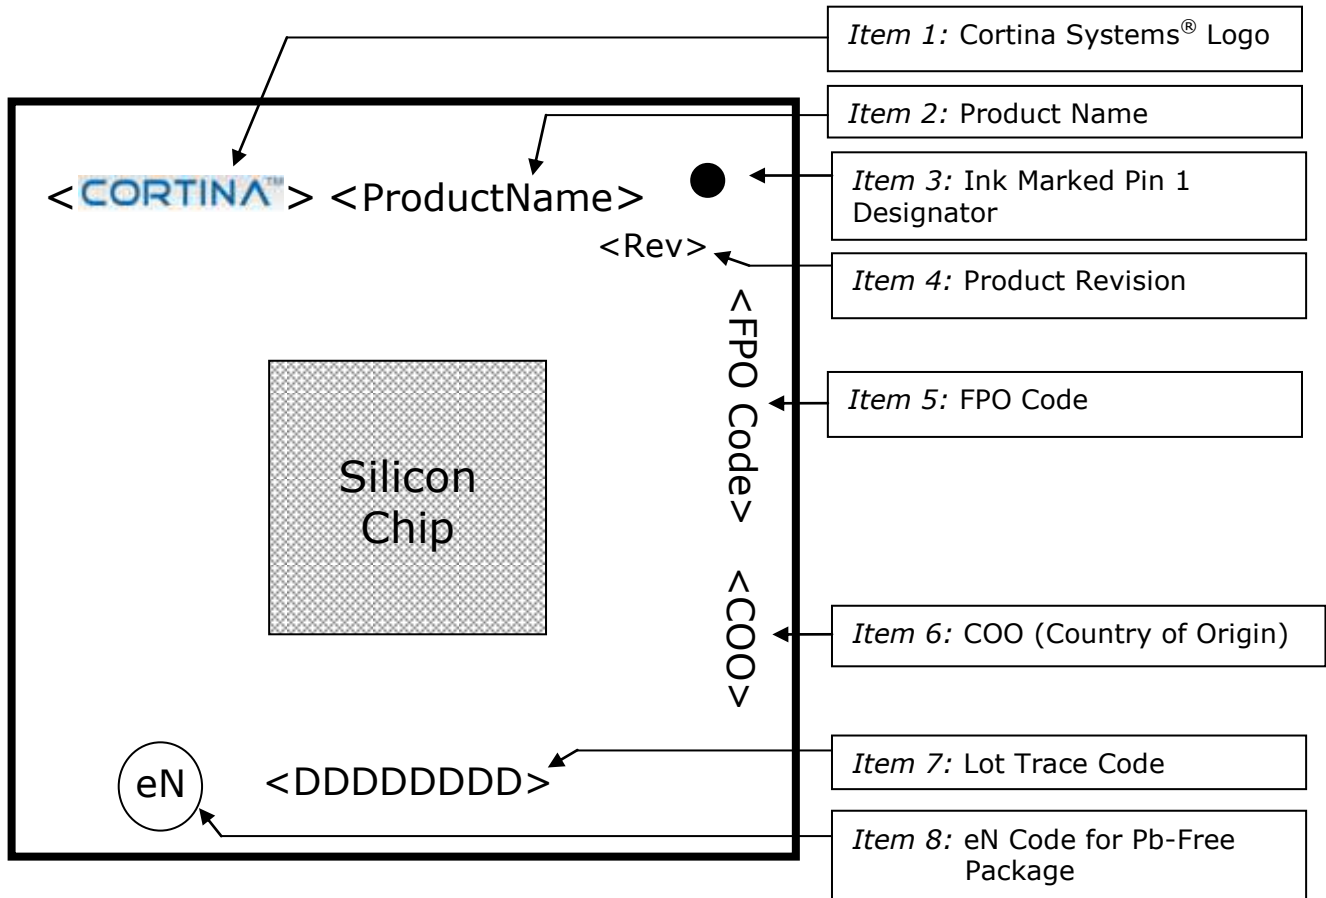 Item 1: Cortina Systems® Logo
Item 2: Product Name
<CORTINA™> <ProductName>
Item 3: Ink Marked Pin 1
Designator
<Rev>
Item 4: Product Revision
<FPO Code>
Item 5: FPO Code
Silicon
Chip
<COO>
Item 6: COO (Country of Origin)
eN
<DDDDDDDD>
Item 7: Lot Trace Code
Item 8: eN Code for Pb-Free
Package